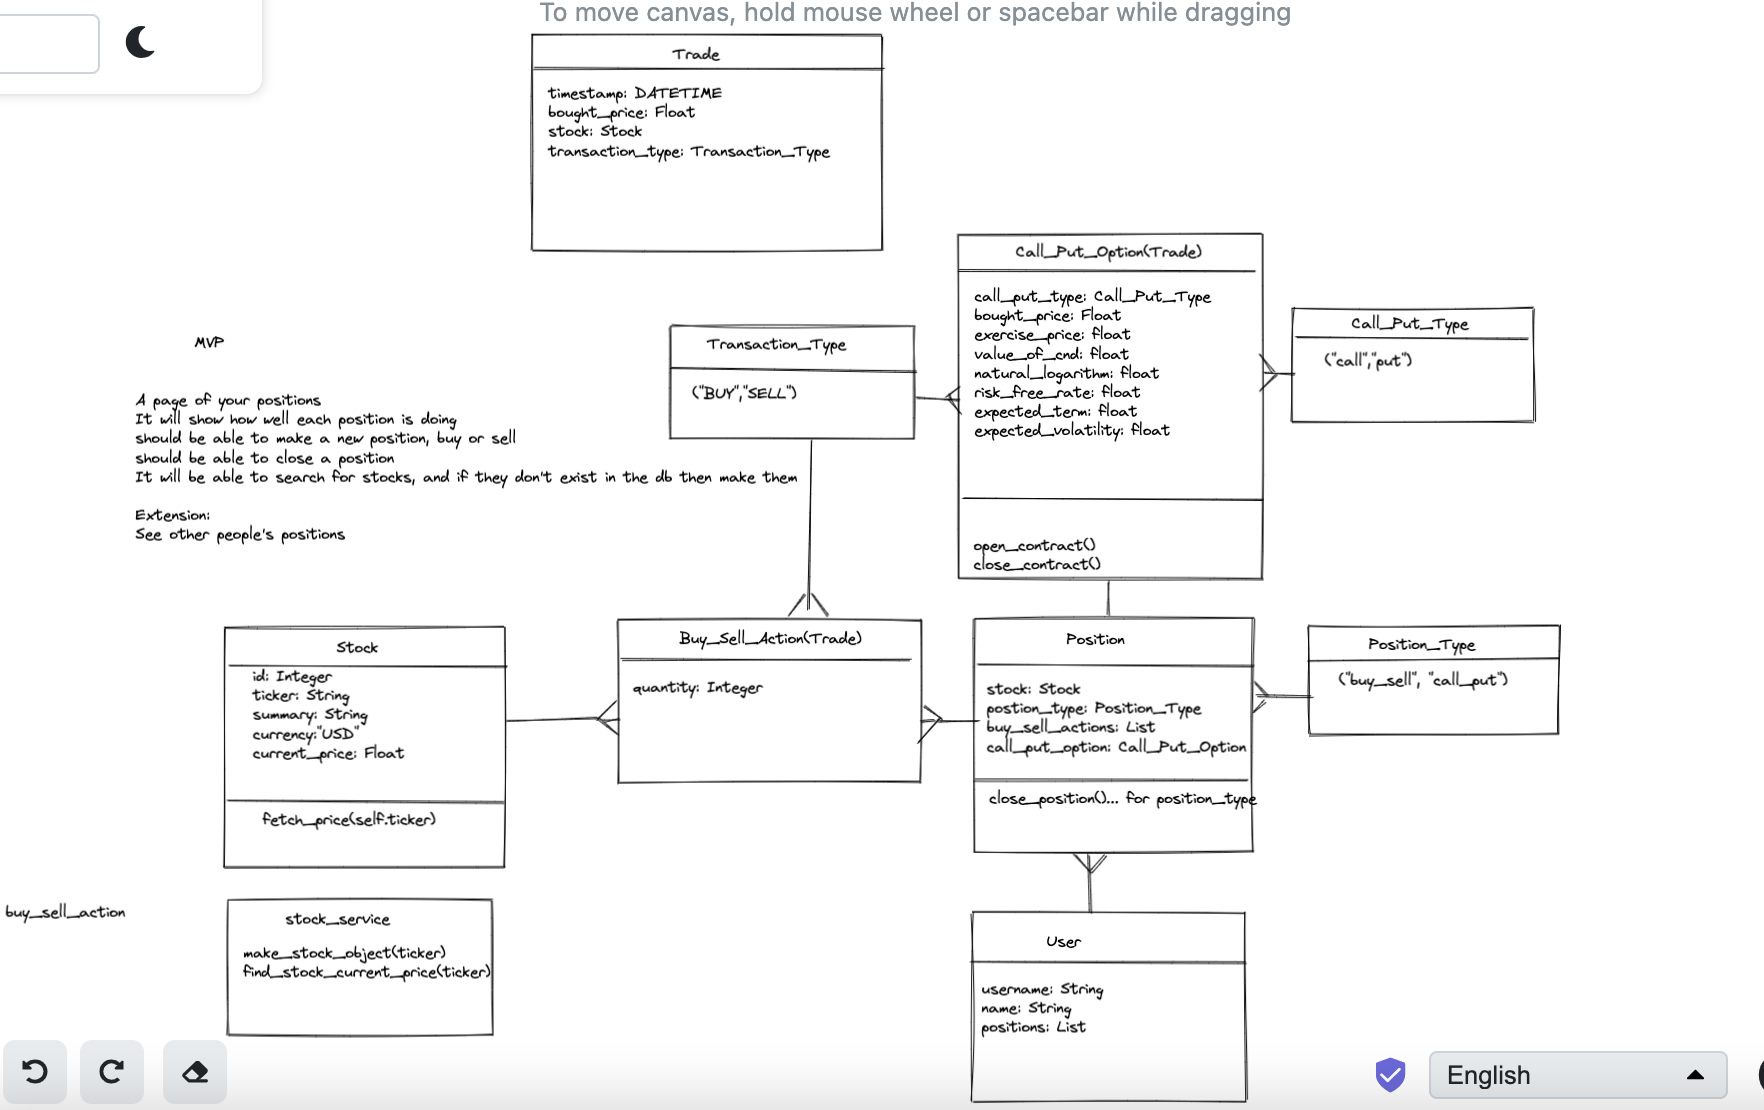 To move canvas, hold mouse wheel or spacebar while dragging
Trade
timestamp: DATETIME
bought_price: Float
stock: Stock
transaction_type: Transaction_Type
Call_Put_Option(Trade)
call_put_type: Call_Put_Type
bought_price: Float
exercise_price: float
value_of_cnd: float
natural_logarithm: float
risk_free_rate: float
expected_term: float
expected_volatility: float
open_contract()
close_contract()
Call_Put_Type
("call","put")
Transaction_Type
("BUY","SELL")
MVP
A page of your positions
It will show how well each position is doing
should be able to make a new position, buy or sell
should be able to close a position
It will be able to search for stocks, and if they don't exist in the db then make them
Extension:
See other people's positions
Stock
id: Integer
ticker: String
summary: String
currency:"USD"
current_price: Float
fetch_price(self.ticker)
Buy_Sell_Action(Trade)
quantity: Integer
Position
stock: Stock
postion_type: Position_Type
buy_sell_actions: List
call_put_option: Call_Put_Option
close_position()... for position_type
Position_Type
("buy_sell", "call_put")
buy_sell_action
stock_service
make_stock_object(ticker)
find_stock_current_price(ticker)
User
username: String
name: String
positions: List
English